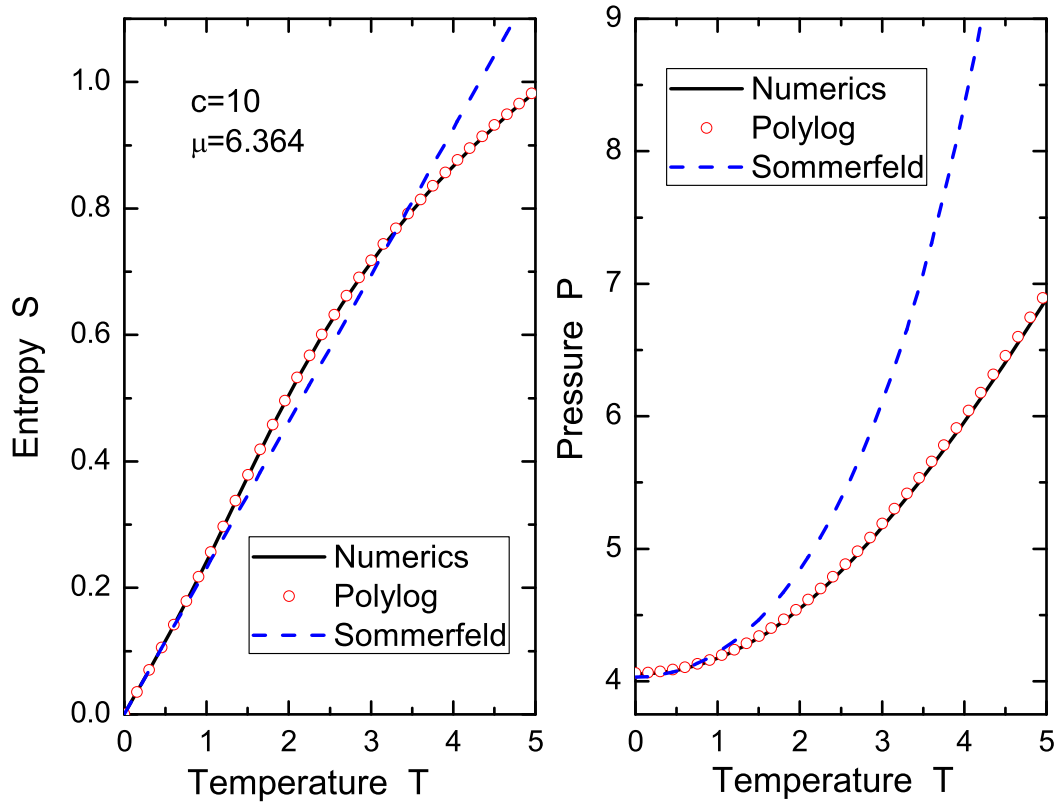 1.0
0.8
0.6
0.4
0.2
0.0
Entropy S
c=10
μ=6.364
Numerics
Polylog
Sommerfeld
0 1 2 3 4 5
Temperature T
9
8
7
6
5
4
Pressure P
Numerics
Polylog
Sommerfeld
0 1 2 3 4 5
Temperature T